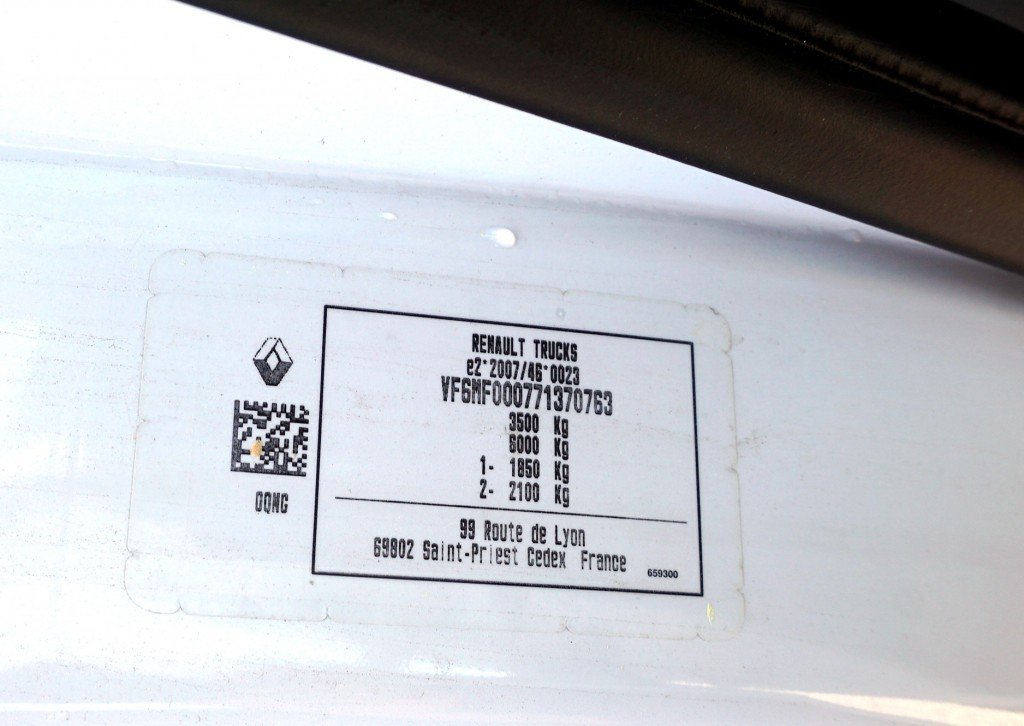 RENAULT TRUCKS
e2*2007/46*0023
VF6MF000771370763
3500 Kg
6000 Kg
1- 1850 Kg
2- 2100 Kg
OQNG
99 Route de Lyon
69802 Saint-Priest Cedex France
659300